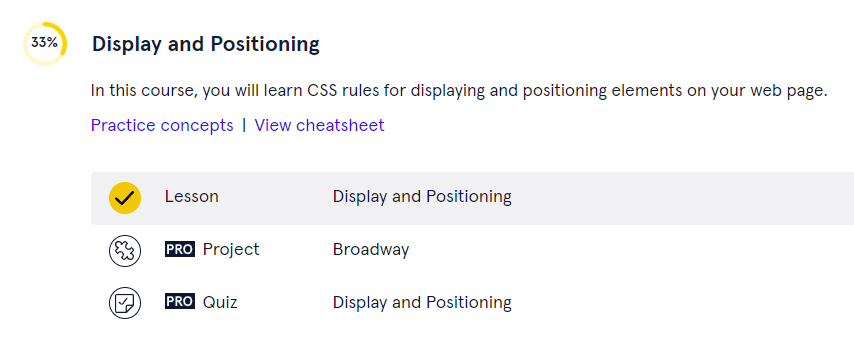 33% Display and Positioning
In this course, you will learn CSS rules for displaying and positioning elements on your web page.
Practice concepts | View cheatsheet
Lesson Display and Positioning
PRO Project Broadway
PRO Quiz Display and Positioning